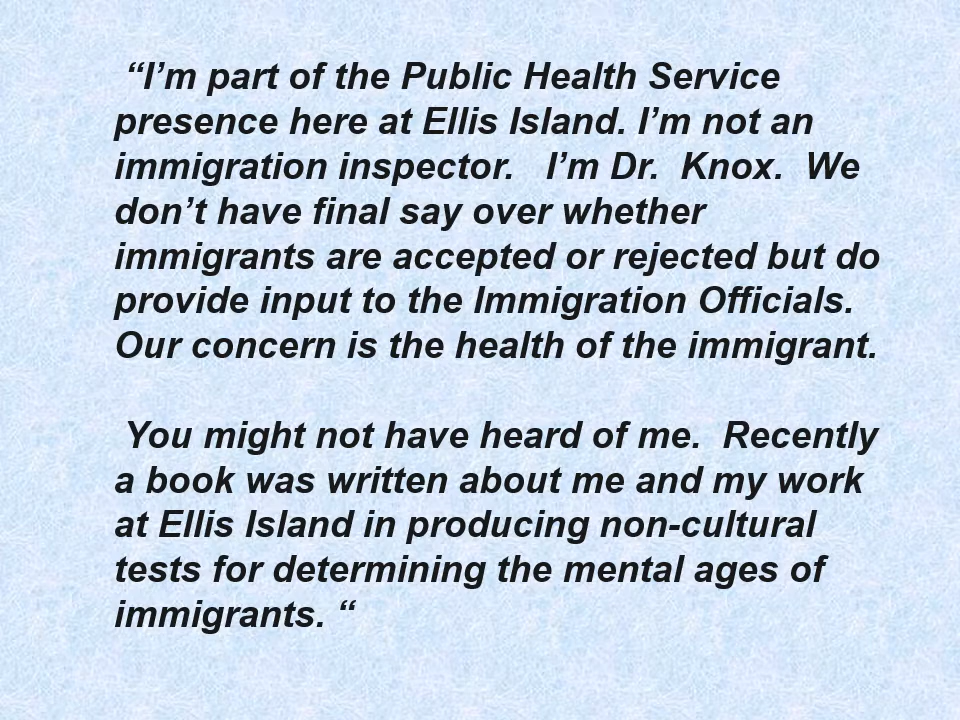 “I’m part of the Public Health Service
presence here at Ellis Island. I’m not an
immigration inspector.   I’m Dr.  Knox.  We
don’t have final say over whether
immigrants are accepted or rejected but do
provide input to the Immigration Officials.
Our concern is the health of the immigrant.
You might not have heard of me.  Recently
a book was written about me and my work
at Ellis Island in producing non-cultural
tests for determining the mental ages of
immigrants. “